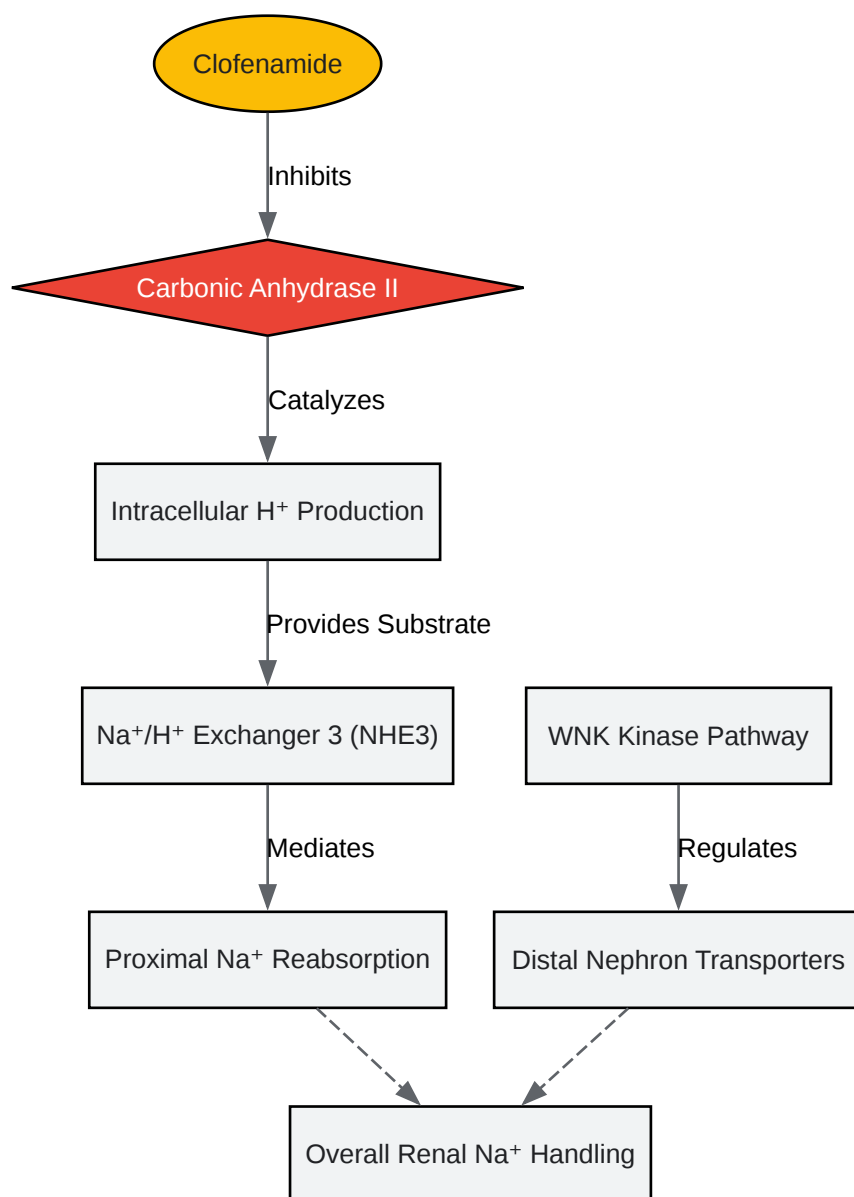 Clofenamide
Inhibits
Carbonic Anhydrase II
Catalyzes
Intracellular H⁺ Production
Provides Substrate
Na⁺/H⁺ Exchanger 3 (NHE3)
WNK Kinase Pathway
Mediates
Regulates
Proximal Na⁺ Reabsorption
Distal Nephron Transporters
Overall Renal Na⁺ Handling